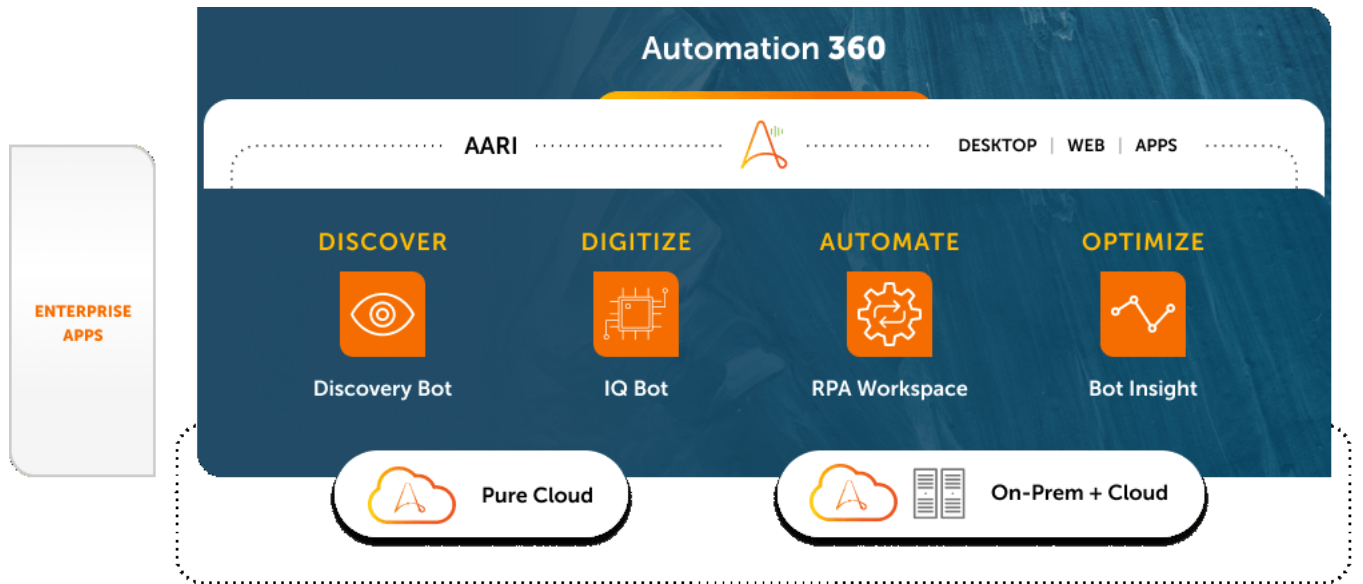 Automation 360
AARI
DESKTOP | WEB | APPS
ENTERPRISE
APPS
DISCOVER
DIGITIZE
AUTOMATE
OPTIMIZE
Discovery Bot
IQ Bot
RPA Workspace
Bot Insight
Pure Cloud
On-Prem + Cloud